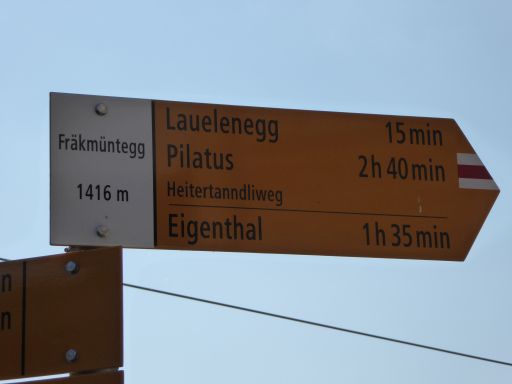 Fräkmüntegg
1416 m
Lauelenegg 15 min
Pilatus 2 h 40 min
Heitertanndliweg
Eigenthal 1 h 35 min
n
n